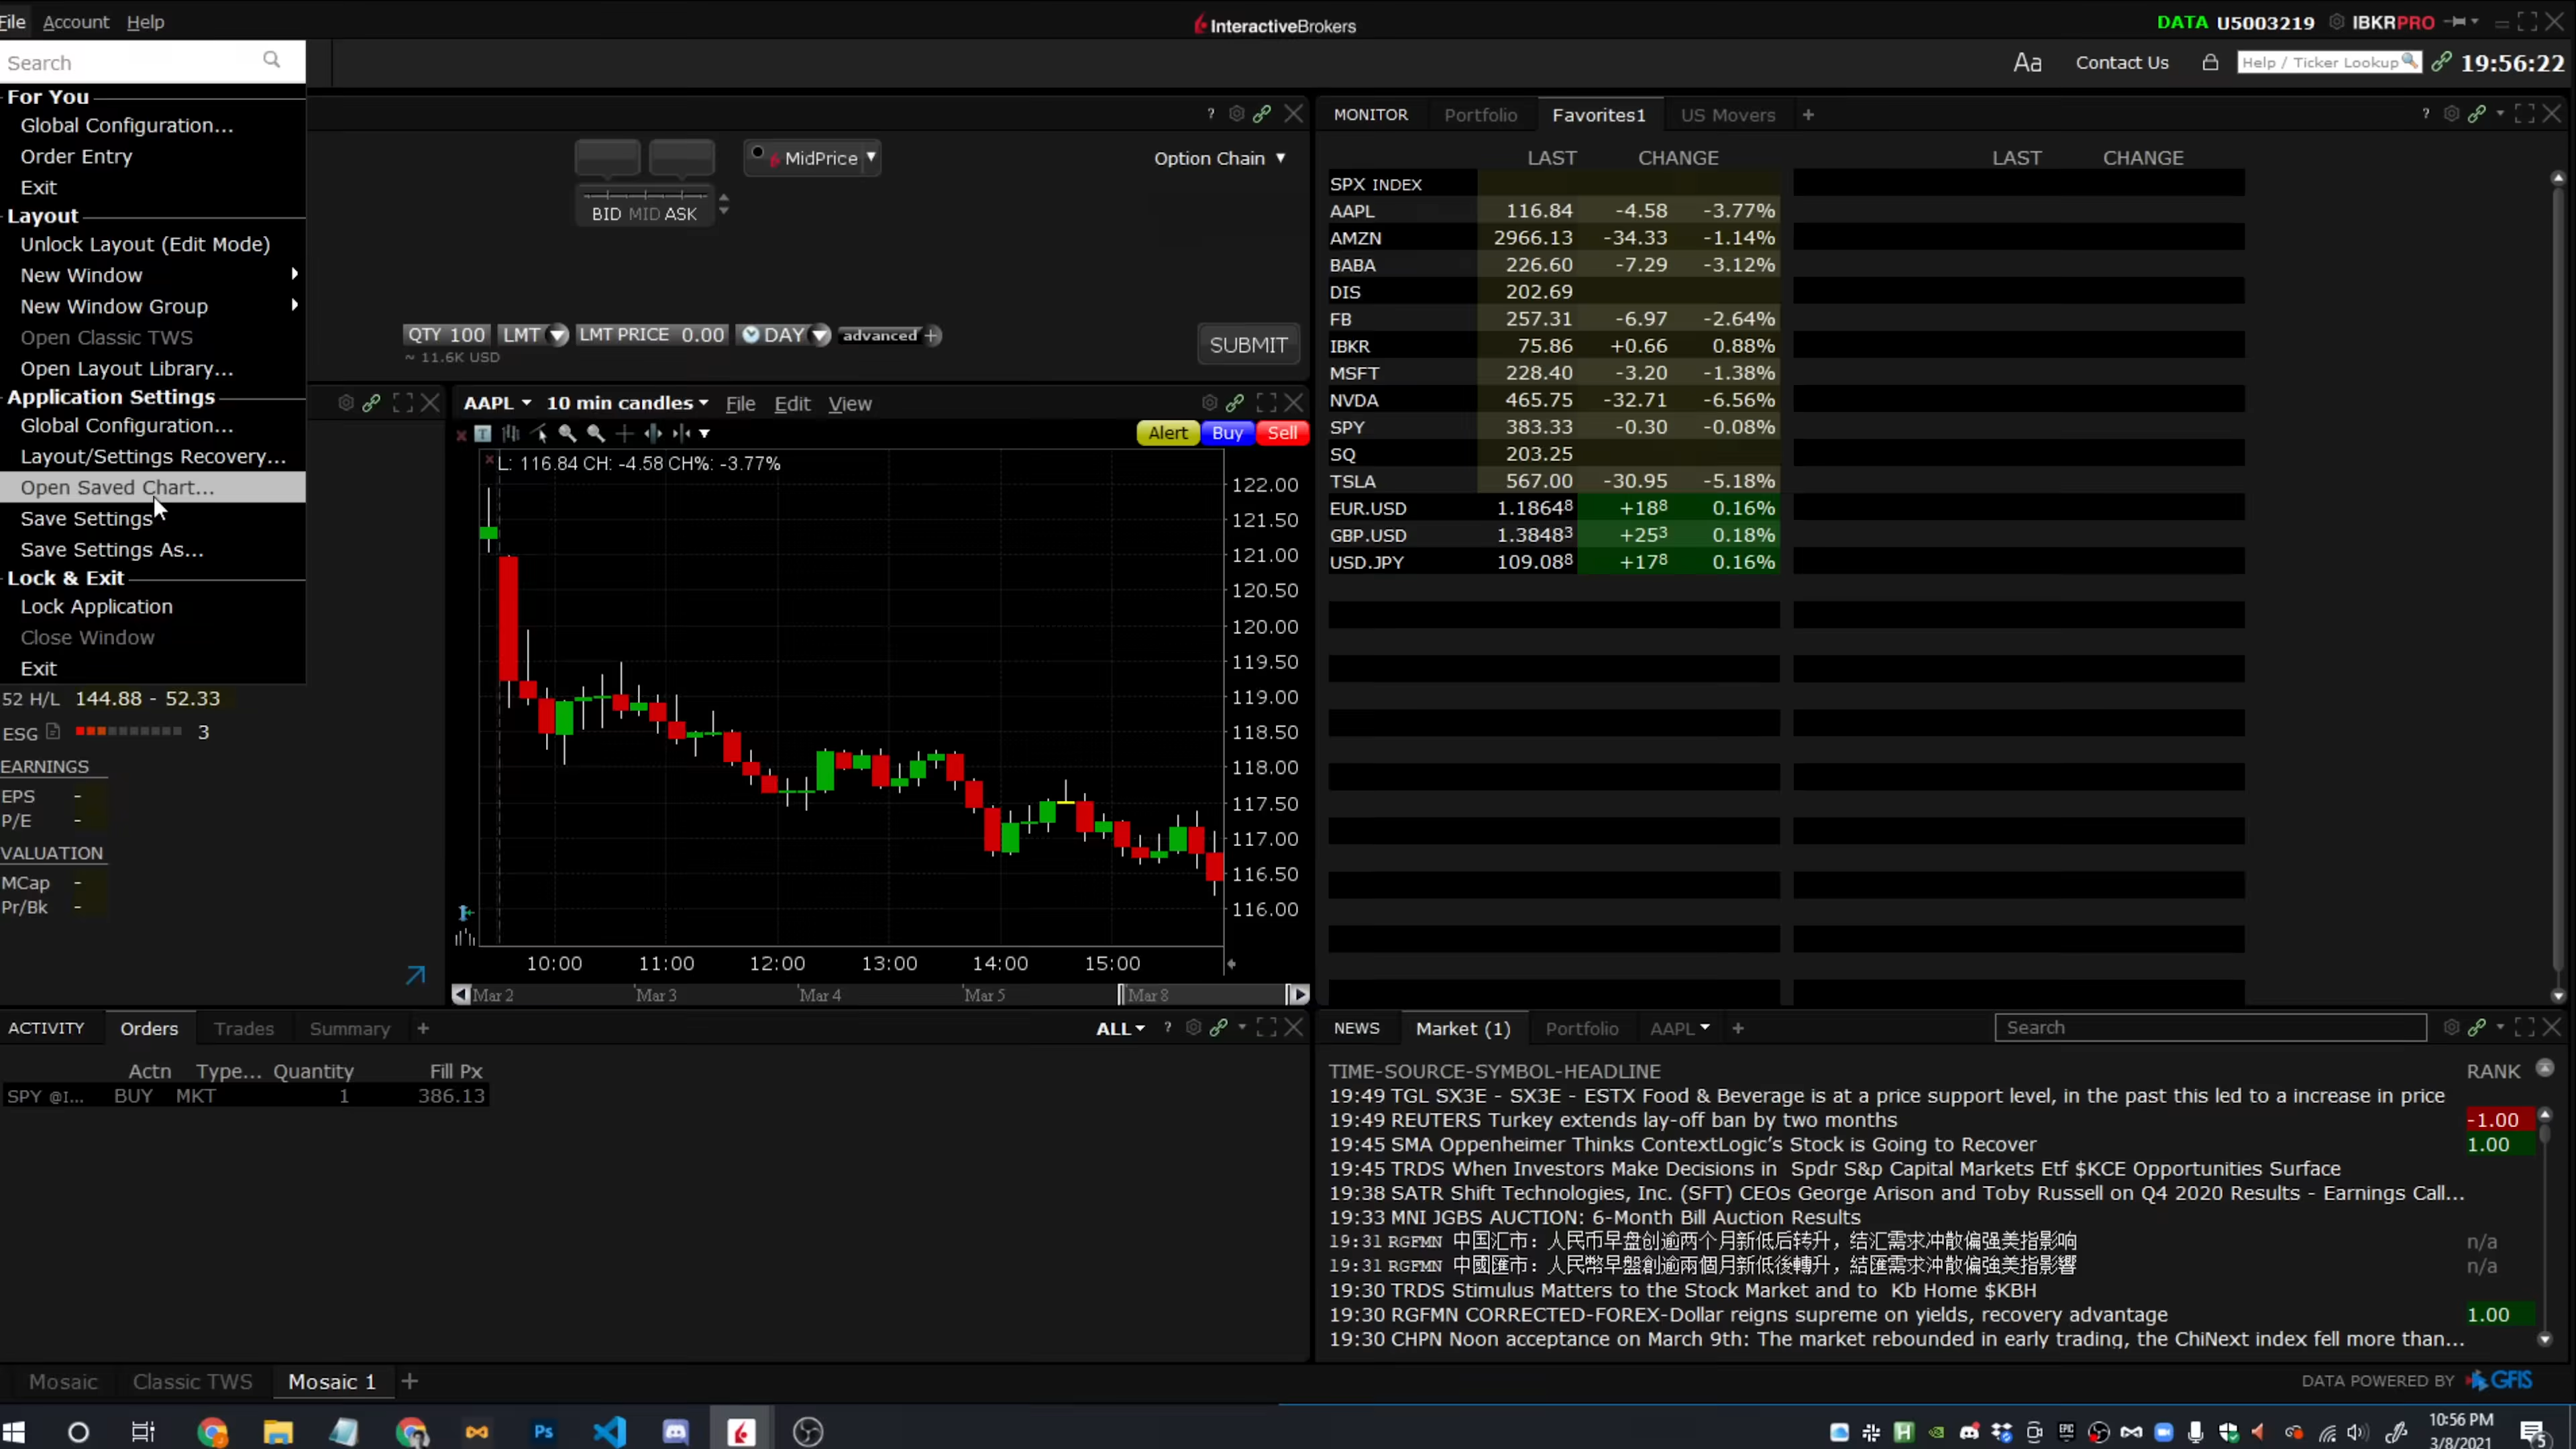 File Account Help
InteractiveBrokers
DATA U5003219 IBKRPRO
Search
Aa Contact Us Help / Ticker Lookup 19:56:22
For You
Global Configuration...
Order Entry
Exit
Layout
Unlock Layout (Edit Mode)
New Window
New Window Group
Open Classic TWS
Open Layout Library...
Application Settings
Global Configuration...
Layout/Settings Recovery...
Open Saved Chart...
Save Settings
Save Settings As...
Lock & Exit
Lock Application
Close Window
Exit
52 H/L 144.88 - 52.33
ESG 3
EARNINGS
EPS -
P/E -
VALUATION
MCap -
Pr/Bk -
?
MidPrice Option Chain
BID MID ASK
QTY 100 LMT LMT PRICE 0.00 DAY advanced + SUBMIT
~ 11.6K USD
AAPL 10 min candles File Edit View
Alert Buy Sell
L: 116.84 CH: -4.58 CH%: -3.77%
122.00
121.50
121.00
120.50
120.00
119.50
119.00
118.50
118.00
117.50
117.00
116.50
116.00
10:00 11:00 12:00 13:00 14:00 15:00
Mar 2 Mar 3 Mar 4 Mar 5 Mar 8
MONITOR Portfolio Favorites1 US Movers + ?
LAST CHANGE LAST CHANGE
SPX INDEX
AAPL 116.84 -4.58 -3.77%
AMZN 2966.13 -34.33 -1.14%
BABA 226.60 -7.29 -3.12%
DIS 202.69
FB 257.31 -6.97 -2.64%
IBKR 75.86 +0.66 0.88%
MSFT 228.40 -3.20 -1.38%
NVDA 465.75 -32.71 -6.56%
SPY 383.33 -0.30 -0.08%
SQ 203.25
TSLA 567.00 -30.95 -5.18%
EUR.USD 1.1864⁸ +18⁸ 0.16%
GBP.USD 1.3848³ +25³ 0.18%
USD.JPY 109.08⁸ +17⁸ 0.16%
ACTIVITY Orders Trades Summary + ALL ?
Actn Type... Quantity Fill Px
SPY @I... BUY MKT 1 386.13
NEWS Market (1) Portfolio AAPL + Search
TIME-SOURCE-SYMBOL-HEADLINE RANK
19:49 TGL SX3E - SX3E - ESTX Food & Beverage is at a price support level, in the past this led to a increase in price
19:49 REUTERS Turkey extends lay-off ban by two months -1.00
19:45 SMA Oppenheimer Thinks ContextLogic's Stock is Going to Recover 1.00
19:45 TRDS When Investors Make Decisions in Spdr S&p Capital Markets Etf $KCE Opportunities Surface
19:38 SATR Shift Technologies, Inc. (SFT) CEOs George Arison and Toby Russell on Q4 2020 Results - Earnings Call...
19:33 MNI JGBS AUCTION: 6-Month Bill Auction Results
19:31 RGFMN 中国汇市：人民币早盘创逾两个月新低后转升，结汇需求冲散偏强美指影响 n/a
19:31 RGFMN 中國匯市：人民幣早盤創逾兩個月新低後轉升，結匯需求冲散偏强美指影響 n/a
19:30 TRDS Stimulus Matters to the Stock Market and to Kb Home $KBH
19:30 RGFMN CORRECTED-FOREX-Dollar reigns supreme on yields, recovery advantage 1.00
19:30 CHPN Noon acceptance on March 9th: The market rebounded in early trading, the ChiNext index fell more than...
Mosaic Classic TWS Mosaic 1 +
DATA POWERED BY GFIS
Ps
H
EPIC
10:56 PM
3/8/2021
5